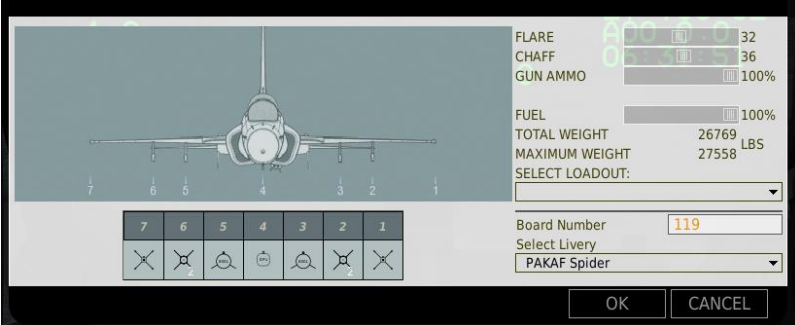 FLARE 32
CHAFF 36
GUN AMMO 100%
FUEL 100%
TOTAL WEIGHT 26769
LBS
MAXIMUM WEIGHT 27558
SELECT LOADOUT:
7 6 5 4 3 2 1
7 6 5 4 3 2 1
2 2
Board Number 119
Select Livery
PAKAF Spider
OK CANCEL